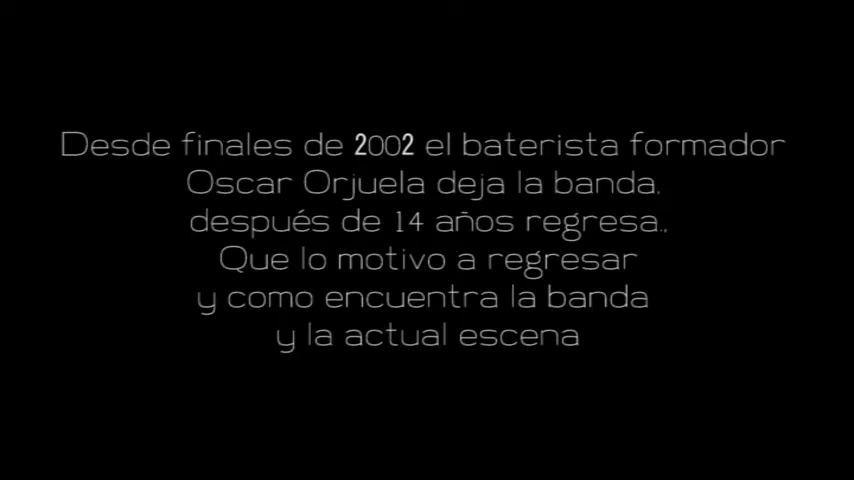 Desde finales de 2002 el baterista formador
Oscar Orjuela deja la banda,
después de 14 años regresa.,
Que lo motivo a regresar
y como encuentra la banda
y la actual escena